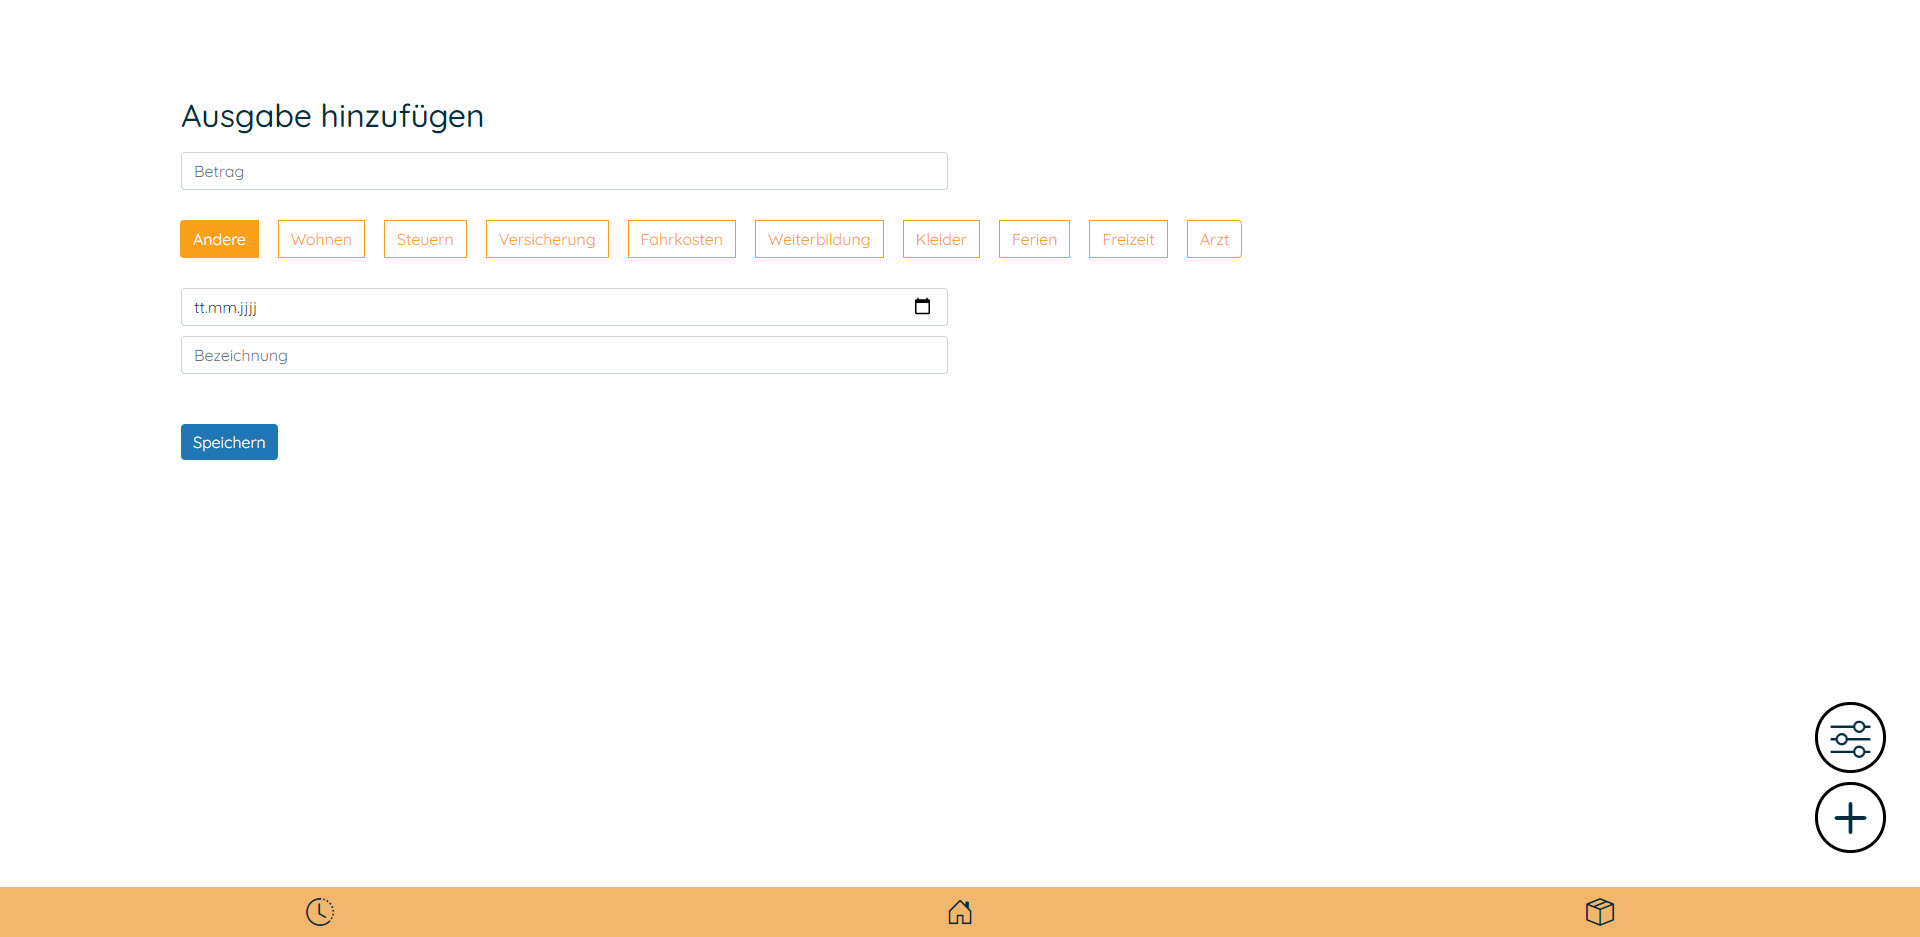 Ausgabe hinzufügen
Betrag
Andere Wohnen Steuern Versicherung Fahrkosten Weiterbildung Kleider Ferien Freizeit Arzt
tt.mm.jjjj
Bezeichnung
Speichern